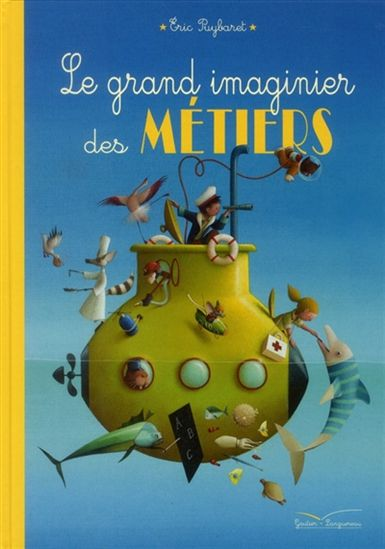 Éric Puybaret
Le grand imaginier
des MÉTIERS
A
B
C
Gautier-Languereau